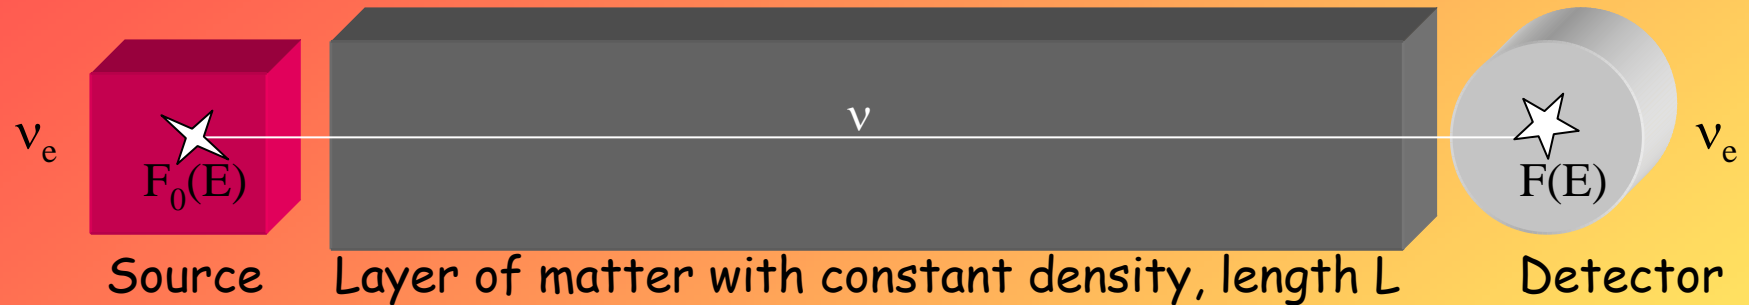 ν
νₑ F₀(E) F(E) νₑ
Source Layer of matter with constant density, length L Detector